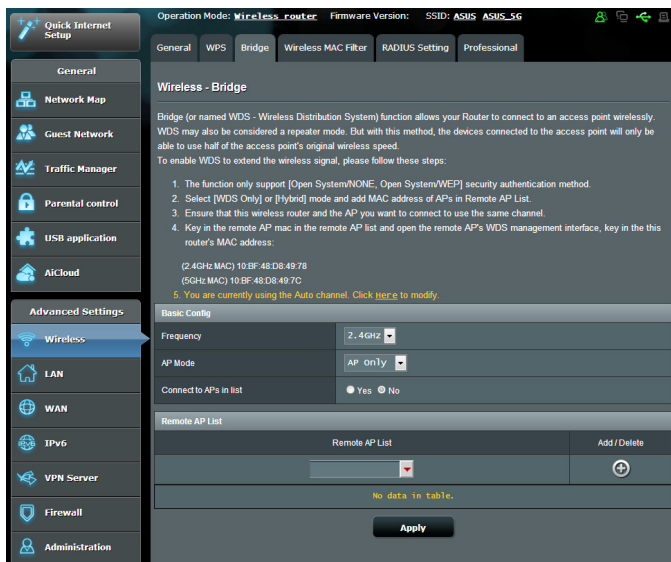 Quick Internet
Setup
Operation Mode: Wireless router Firmware Version: SSID: ASUS ASUS_5G
General WPS Bridge Wireless MAC Filter RADIUS Setting Professional
General
Network Map
Guest Network
Traffic Manager
Parental control
USB application
AiCloud
Advanced Settings
Wireless
LAN
WAN
IPv6
VPN Server
Firewall
Administration
Wireless - Bridge
Bridge (or named WDS - Wireless Distribution System) function allows your Router to connect to an access point wirelessly.
WDS may also be considered a repeater mode. But with this method, the devices connected to the access point will only be
able to use half of the access point's original wireless speed.
To enable WDS to extend the wireless signal, please follow these steps:
1. The function only support [Open System/NONE, Open System/WEP] security authentication method.
2. Select [WDS Only] or [Hybrid] mode and add MAC address of APs in Remote AP List.
3. Ensure that this wireless router and the AP you want to connect to use the same channel.
4. Key in the remote AP mac in the remote AP list and open the remote AP's WDS management interface, key in the this
router's MAC address:
(2.4GHz MAC) 10:BF:48:D8:49:78
(5GHz MAC) 10:BF:48:D8:49:7C
5. You are currently using the Auto channel. Click Here to modify.
Basic Config
Frequency 2.4GHz
AP Mode AP Only
Connect to APs in list Yes No
Remote AP List
Remote AP List Add / Delete
No data in table.
Apply